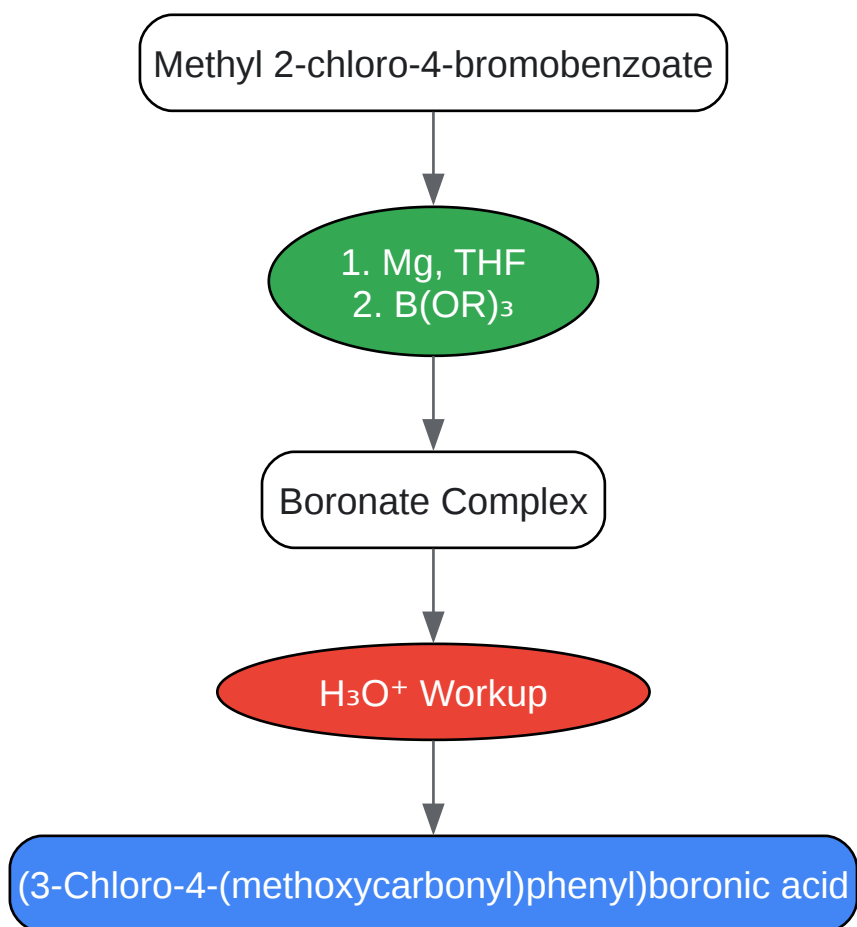 Methyl 2-chloro-4-bromobenzoate
1. Mg, THF
2. B(OR)₃
Boronate Complex
H₃O⁺ Workup
(3-Chloro-4-(methoxycarbonyl)phenyl)boronic acid